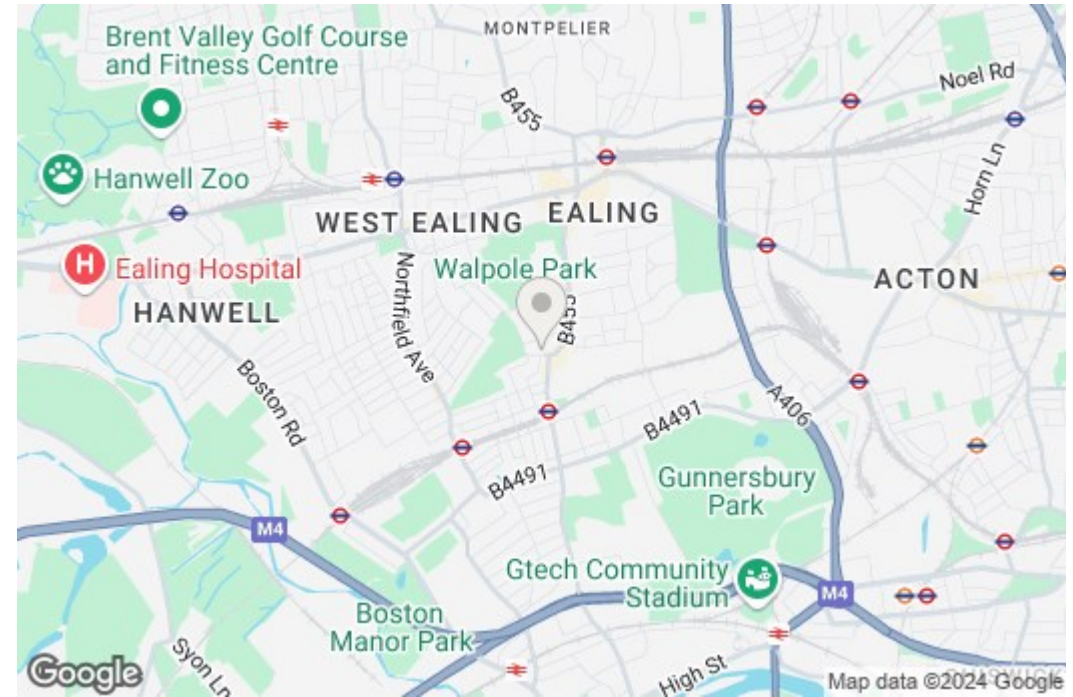 MONTPELIER
Brent Valley Golf Course
and Fitness Centre
Noel Rd
B455
Horn Ln
Hanwell Zoo
WEST EALING
EALING
Ealing Hospital
H
Walpole Park
ACTON
Northfield Ave
B455
HANWELL
Boston Rd
A406
B4491
B4491
Gunnersbury
Park
M4
Gtech Community
Stadium
M4
Boston
Manor Park
Syon Ln
High St
Google
Map data ©2024 Google